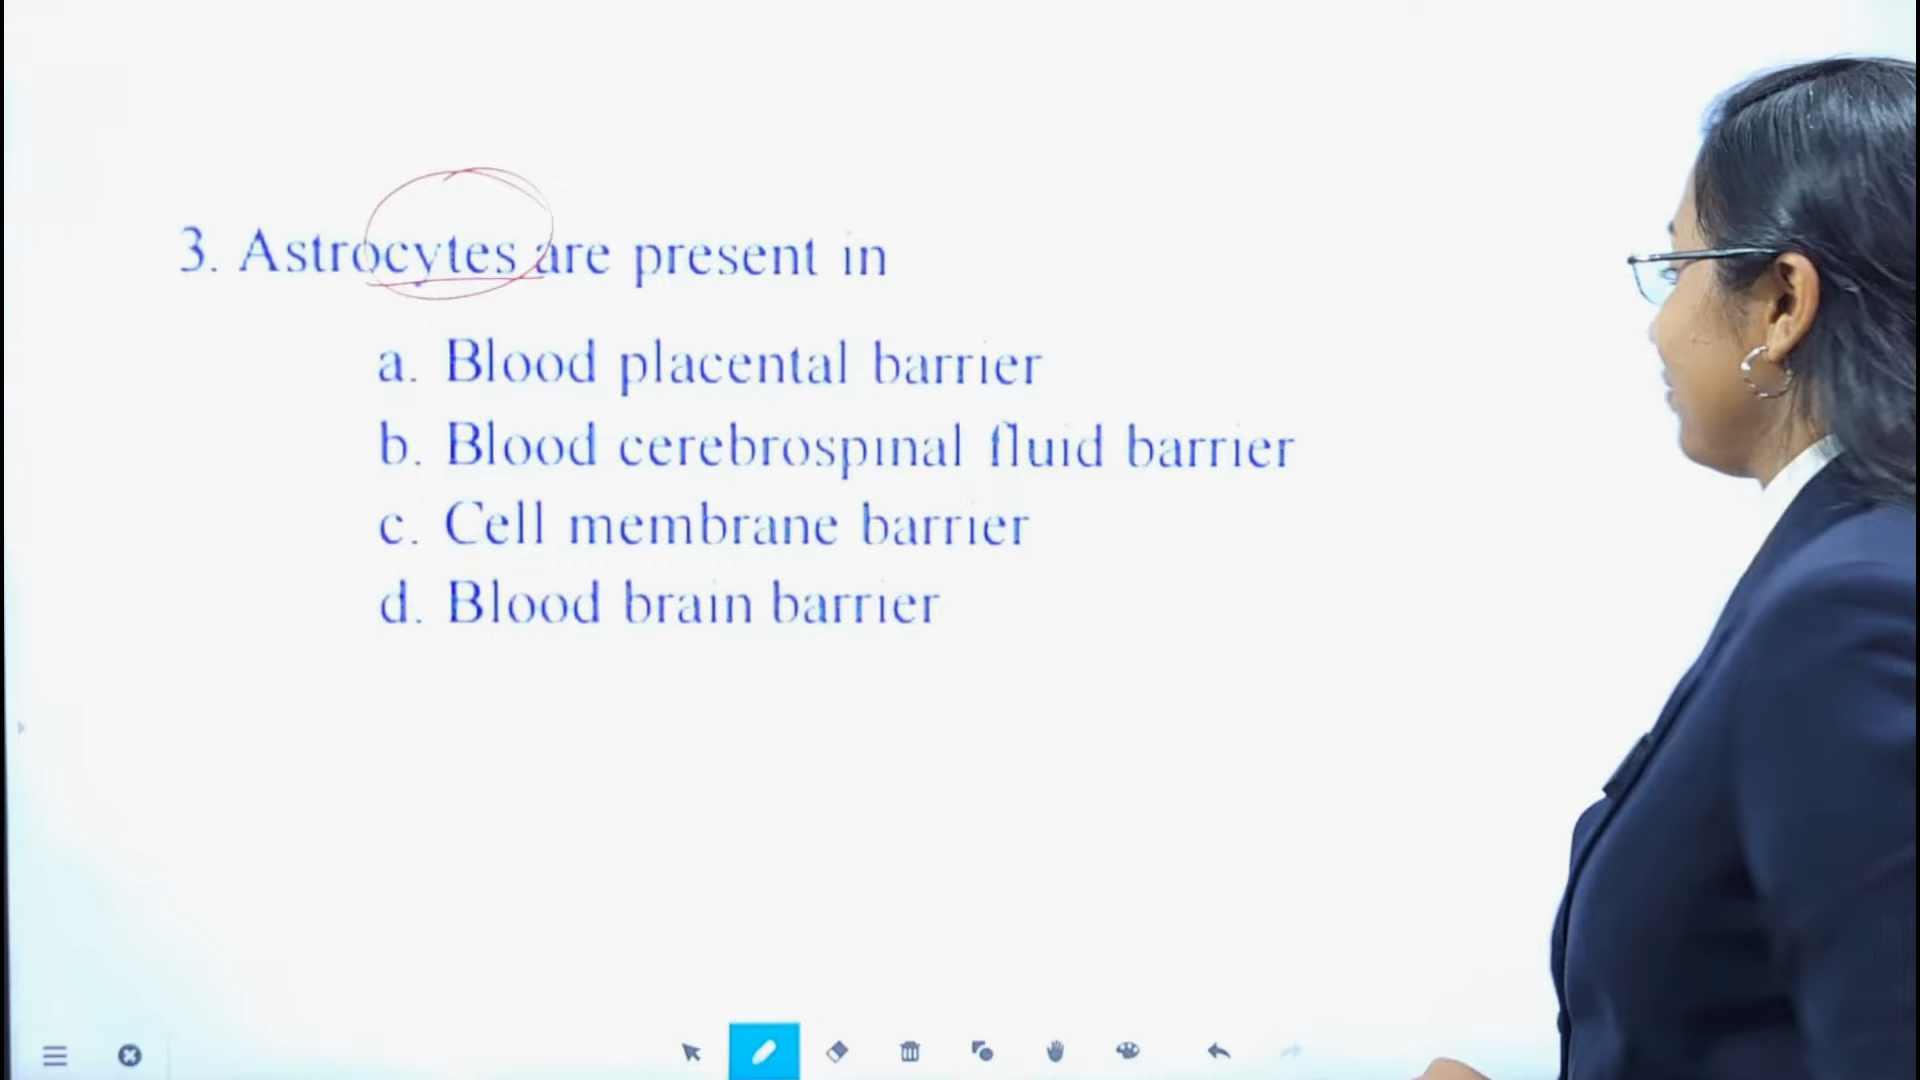 3. Astrocytes are present in
a. Blood placental barrier
b. Blood cerebrospinal fluid barrier
c. Cell membrane barrier
d. Blood brain barrier